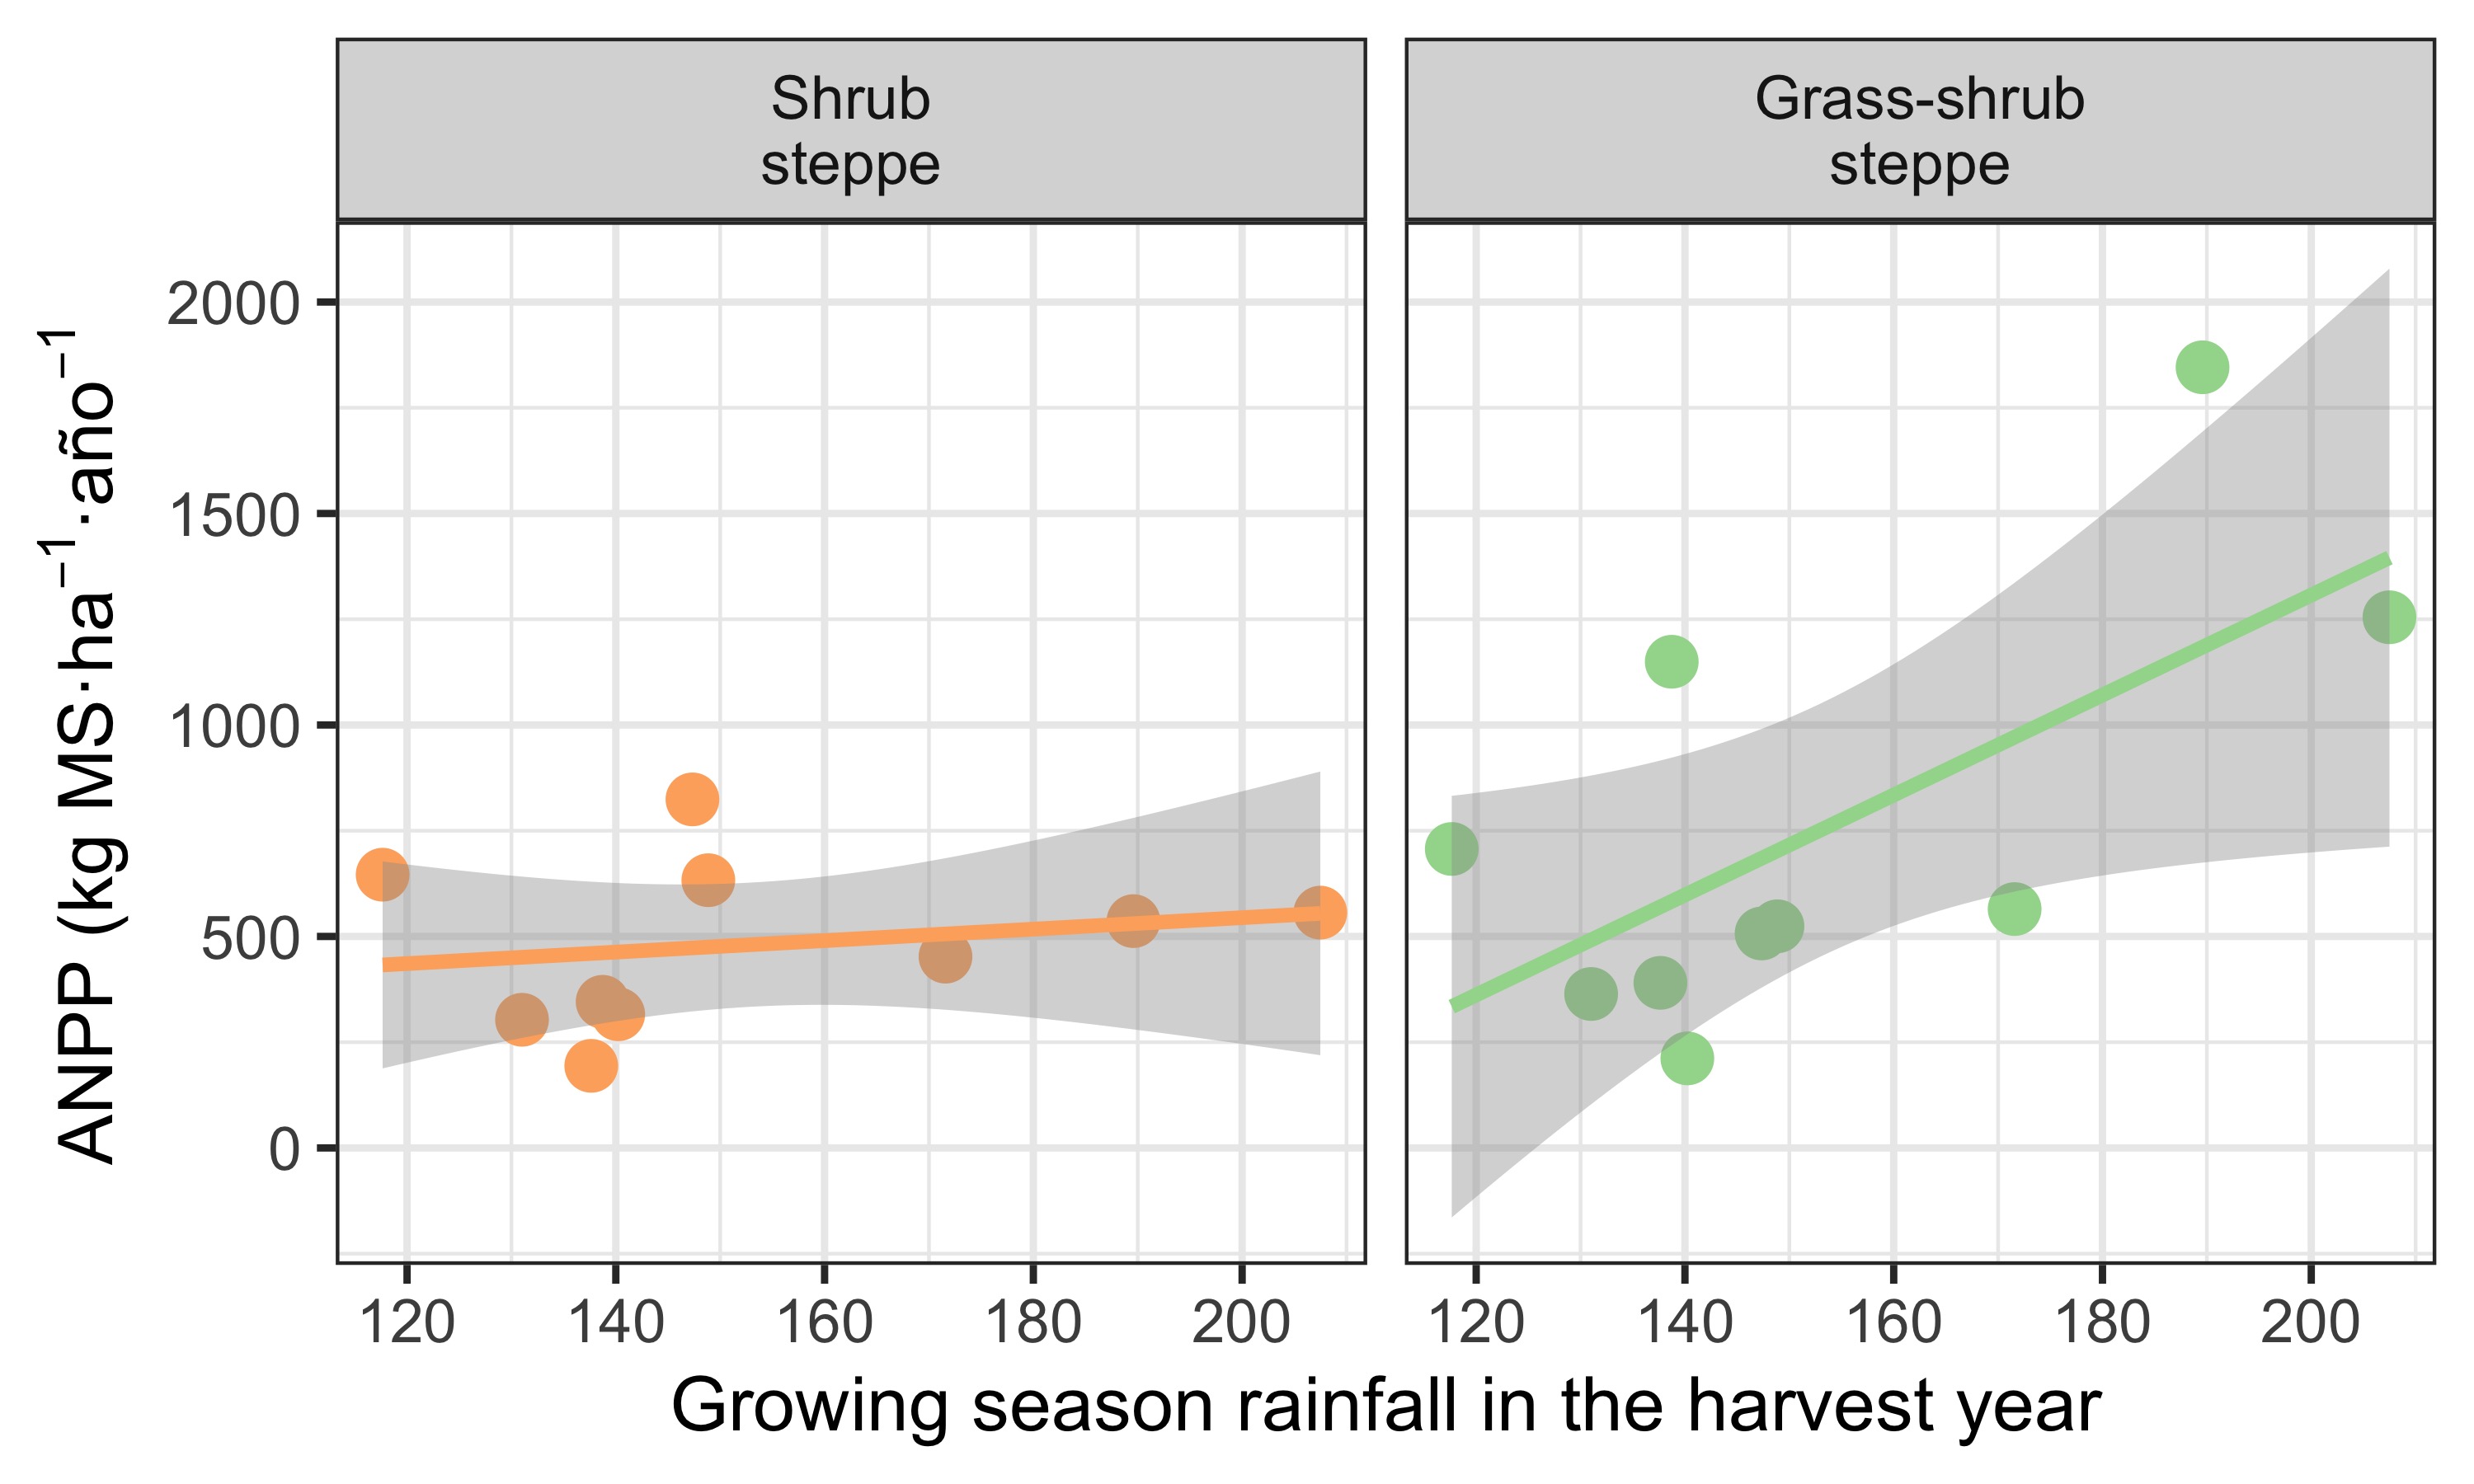 Shrub
steppe
Grass-shrub
steppe
ANPP (kg MS·ha⁻¹·año⁻¹
2000
1500
1000
500
0
120 140 160 180 200
120 140 160 180 200
Growing season rainfall in the harvest year